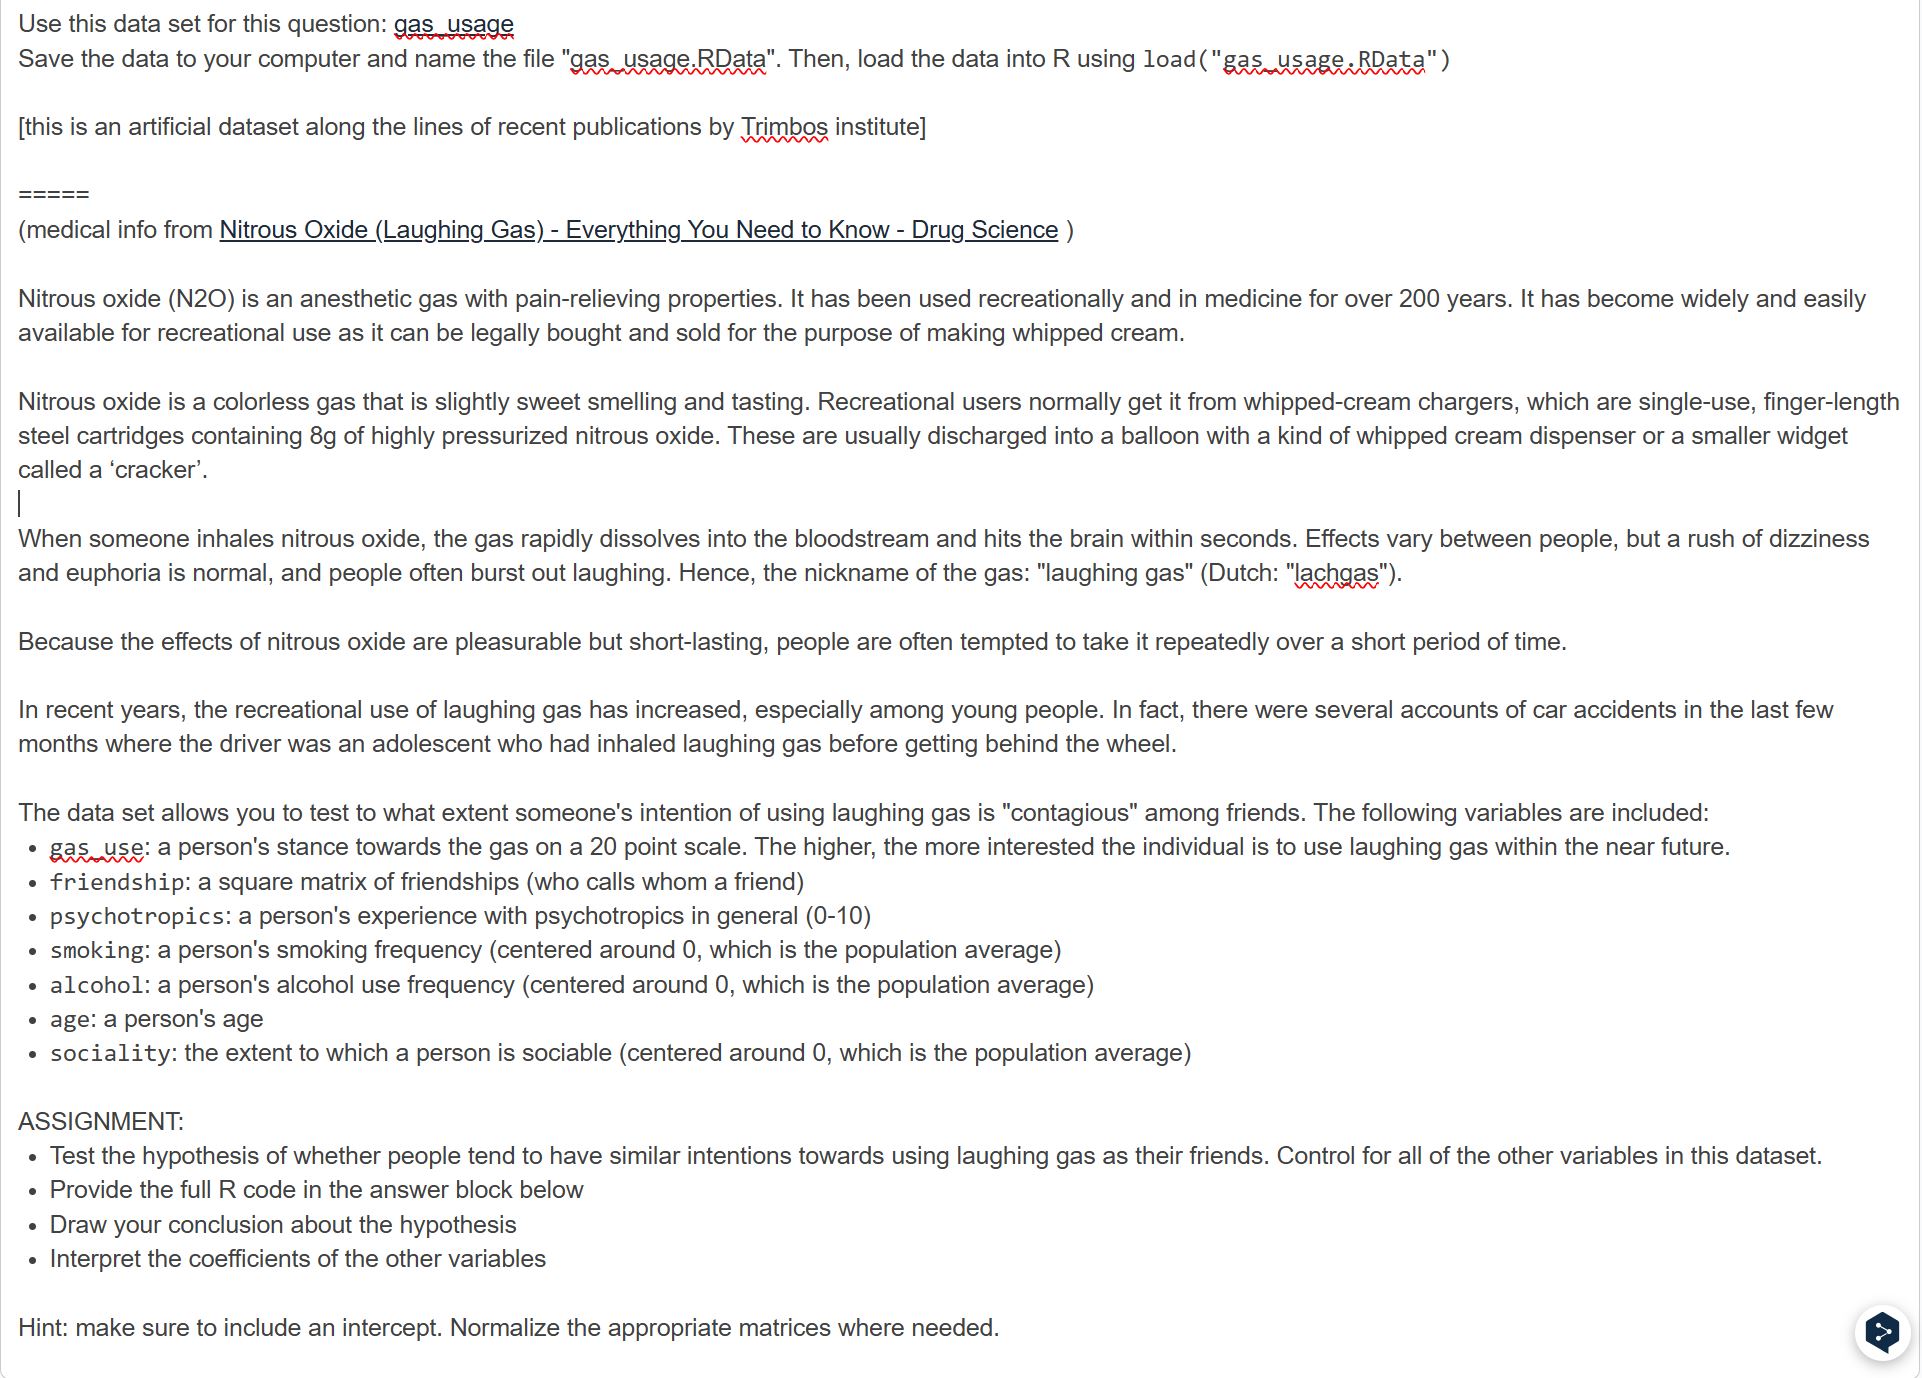 Use this data set for this question: gas_usage
Save the data to your computer and name the file "gas_usage.RData". Then, load the data into R using load("gas_usage.RData")
[this is an artificial dataset along the lines of recent publications by Trimbos institute]
=====
(medical info from Nitrous Oxide (Laughing Gas) - Everything You Need to Know - Drug Science )
Nitrous oxide (N2O) is an anesthetic gas with pain-relieving properties. It has been used recreationally and in medicine for over 200 years. It has become widely and easily
available for recreational use as it can be legally bought and sold for the purpose of making whipped cream.
Nitrous oxide is a colorless gas that is slightly sweet smelling and tasting. Recreational users normally get it from whipped-cream chargers, which are single-use, finger-length
steel cartridges containing 8g of highly pressurized nitrous oxide. These are usually discharged into a balloon with a kind of whipped cream dispenser or a smaller widget
called a ‘cracker’.
When someone inhales nitrous oxide, the gas rapidly dissolves into the bloodstream and hits the brain within seconds. Effects vary between people, but a rush of dizziness
and euphoria is normal, and people often burst out laughing. Hence, the nickname of the gas: "laughing gas" (Dutch: "lachgas").
Because the effects of nitrous oxide are pleasurable but short-lasting, people are often tempted to take it repeatedly over a short period of time.
In recent years, the recreational use of laughing gas has increased, especially among young people. In fact, there were several accounts of car accidents in the last few
months where the driver was an adolescent who had inhaled laughing gas before getting behind the wheel.
The data set allows you to test to what extent someone's intention of using laughing gas is "contagious" among friends. The following variables are included:
• gas_use: a person's stance towards the gas on a 20 point scale. The higher, the more interested the individual is to use laughing gas within the near future.
• friendship: a square matrix of friendships (who calls whom a friend)
• psychotropics: a person's experience with psychotropics in general (0-10)
• smoking: a person's smoking frequency (centered around 0, which is the population average)
• alcohol: a person's alcohol use frequency (centered around 0, which is the population average)
• age: a person's age
• sociality: the extent to which a person is sociable (centered around 0, which is the population average)
ASSIGNMENT:
• Test the hypothesis of whether people tend to have similar intentions towards using laughing gas as their friends. Control for all of the other variables in this dataset.
• Provide the full R code in the answer block below
• Draw your conclusion about the hypothesis
• Interpret the coefficients of the other variables
Hint: make sure to include an intercept. Normalize the appropriate matrices where needed.